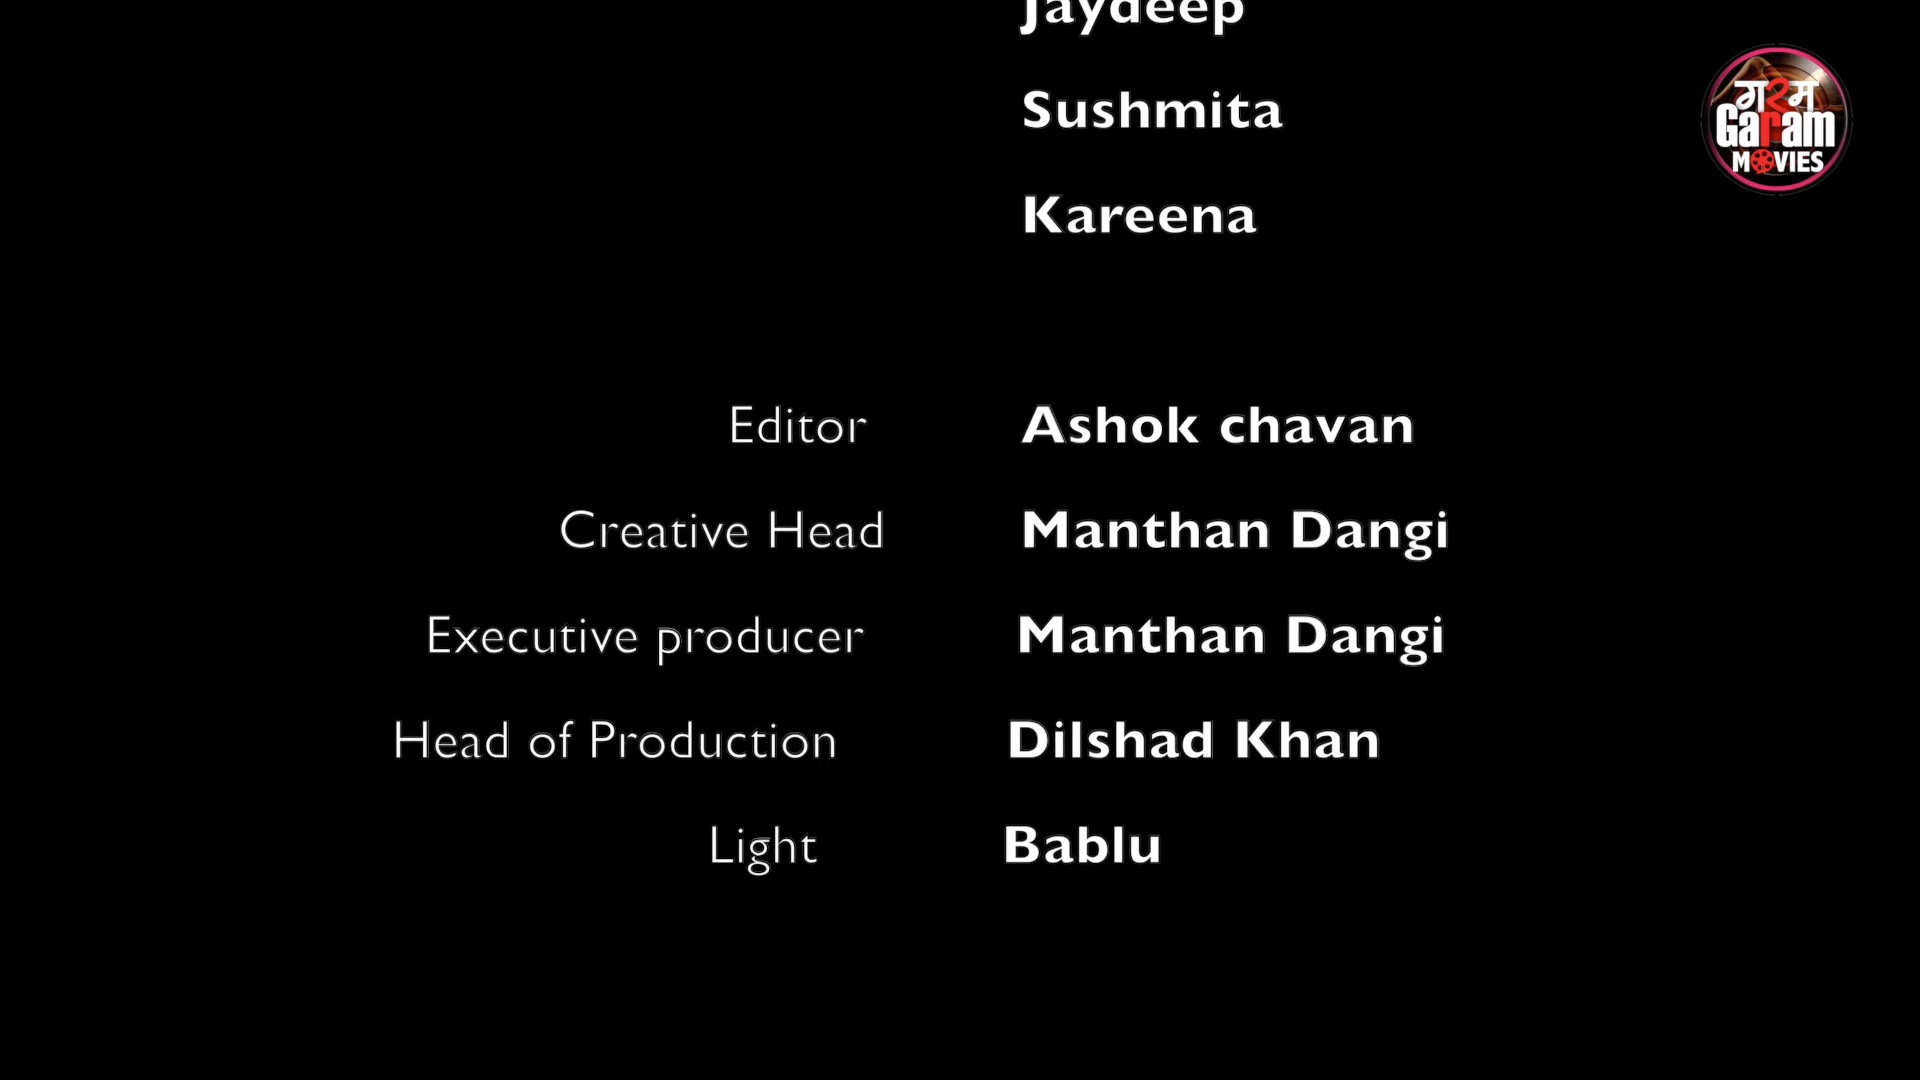 Jaydeep
Sushmita
Kareena
गरम
Garam
MOVIES
Editor Ashok chavan
Creative Head Manthan Dangi
Executive producer Manthan Dangi
Head of Production Dilshad Khan
Light Bablu